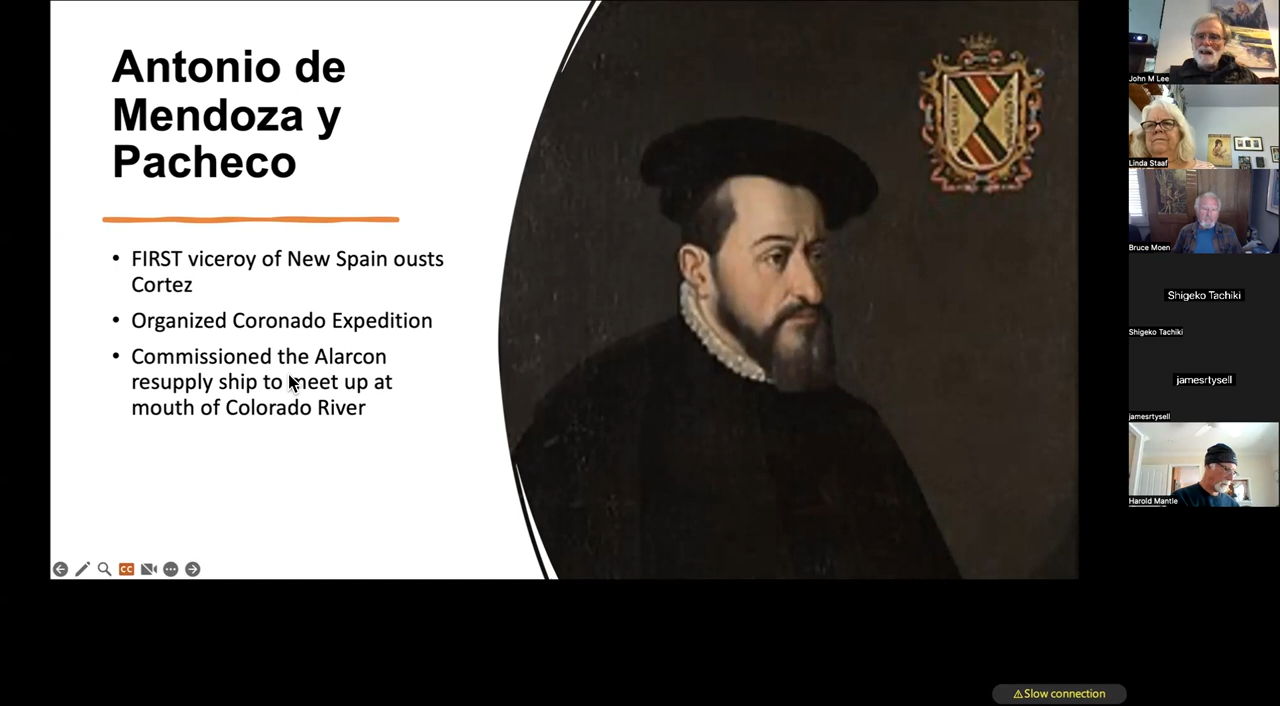 Antonio de
Mendoza y
Pacheco
• FIRST viceroy of New Spain ousts
Cortez
• Organized Coronado Expedition
• Commissioned the Alarcon
resupply ship to meet up at
mouth of Colorado River
CC
John M Lee
Linda Staaf
Bruce Moen
Shigeko Tachiki
Shigeko Tachiki
jamesrtysell
jamesrtysell
Harold Mantle
Slow connection